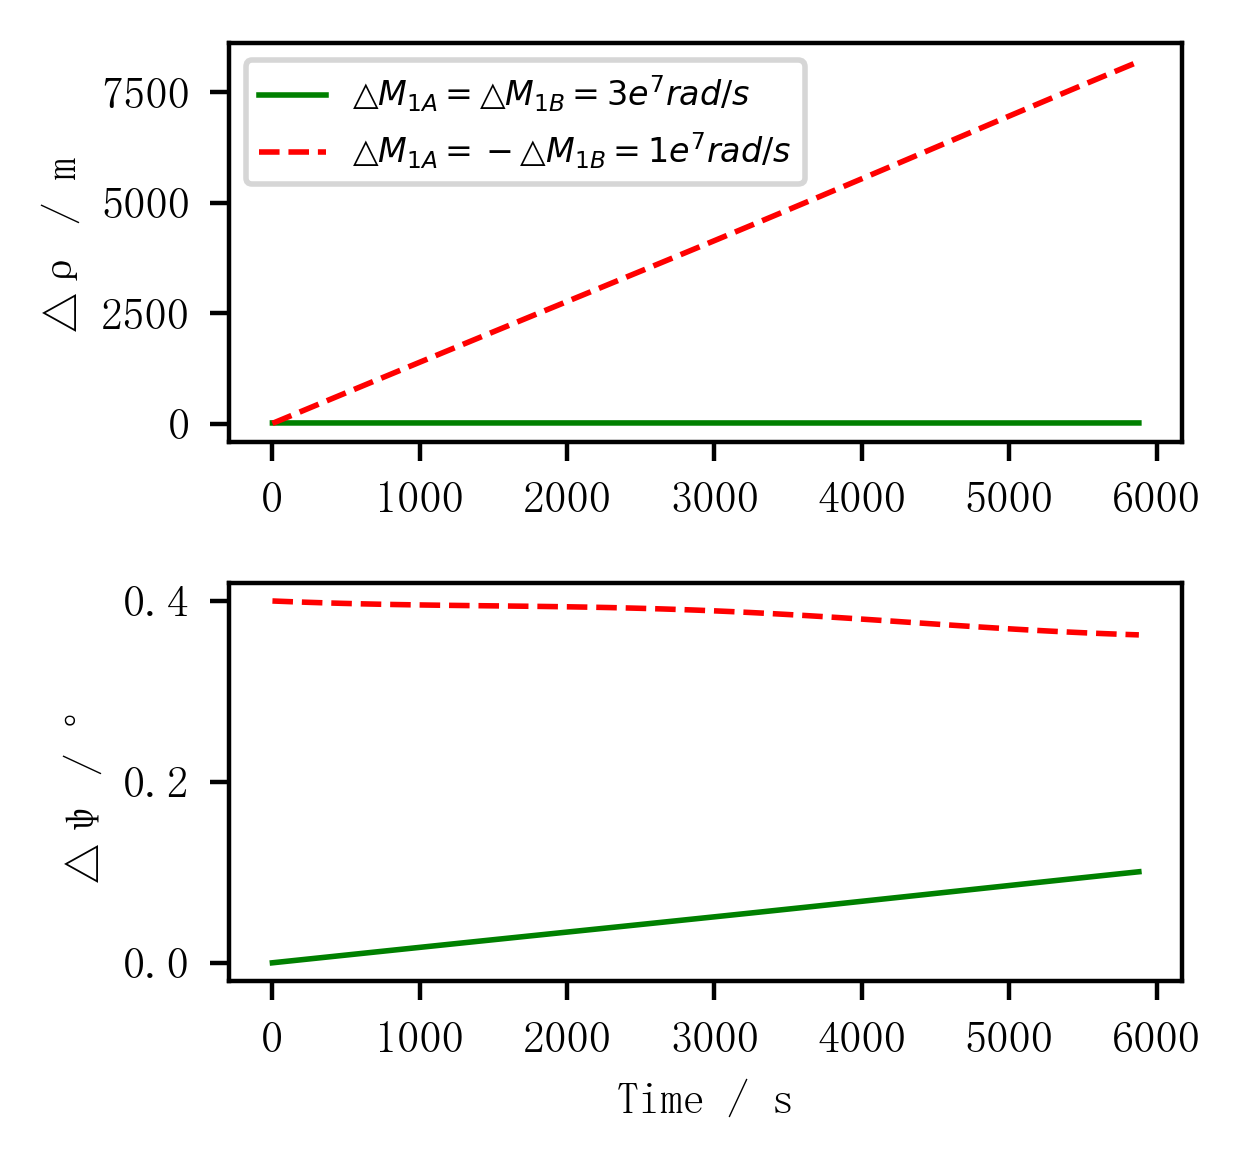 △M1A = △M1B = 3e⁷rad/s
△M1A = −△M1B = 1e⁷rad/s
△ρ / m
7500
5000
2500
0
0 1000 2000 3000 4000 5000 6000
△ψ / °
0.4
0.2
0.0
0 1000 2000 3000 4000 5000 6000
Time / s